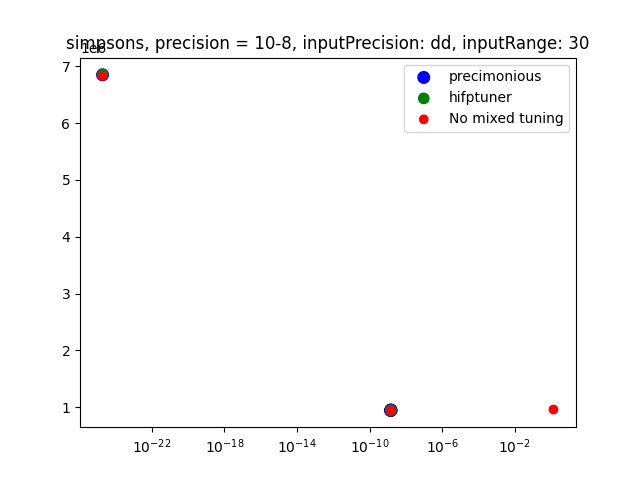 simpsons, precision = 10-8, inputPrecision: dd, inputRange: 30
1e6
precimonious
hifptuner
No mixed tuning
7
6
5
4
3
2
1
10⁻²² 10⁻¹⁸ 10⁻¹⁴ 10⁻¹⁰ 10⁻⁶ 10⁻²